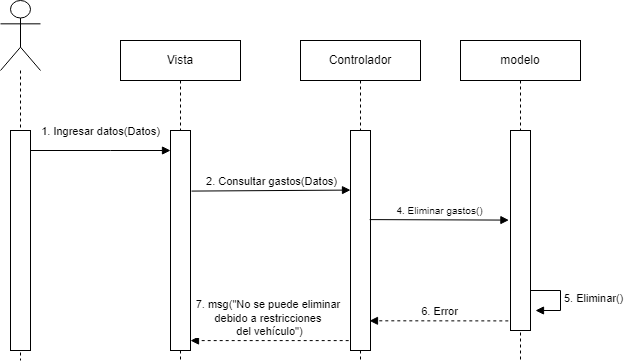 Vista
Controlador
modelo
1. Ingresar datos(Datos)
2. Consultar gastos(Datos)
4. Eliminar gastos()
5. Eliminar()
6. Error
7. msg("No se puede eliminar
debido a restricciones
del vehículo")